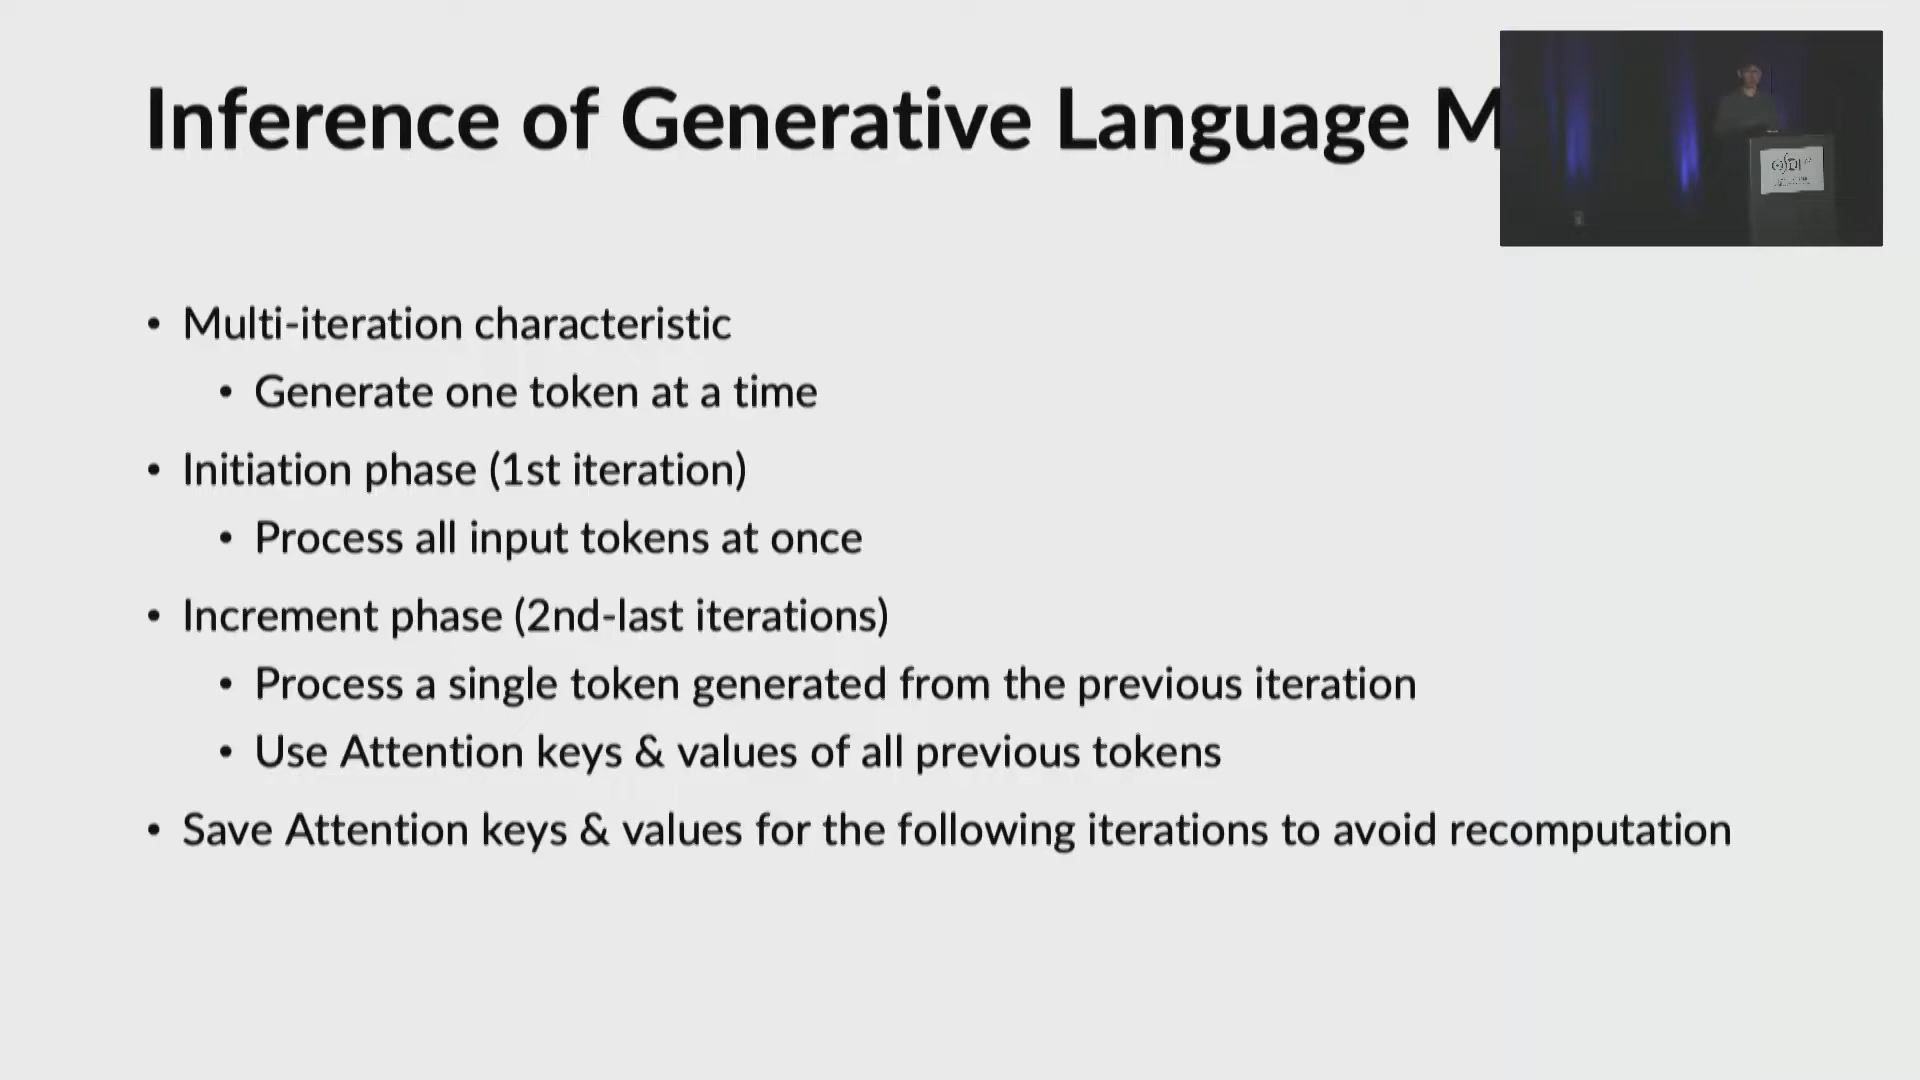 Inference of Generative Language M
• Multi-iteration characteristic
• Generate one token at a time
• Initiation phase (1st iteration)
• Process all input tokens at once
• Increment phase (2nd-last iterations)
• Process a single token generated from the previous iteration
• Use Attention keys & values of all previous tokens
• Save Attention keys & values for the following iterations to avoid recomputation